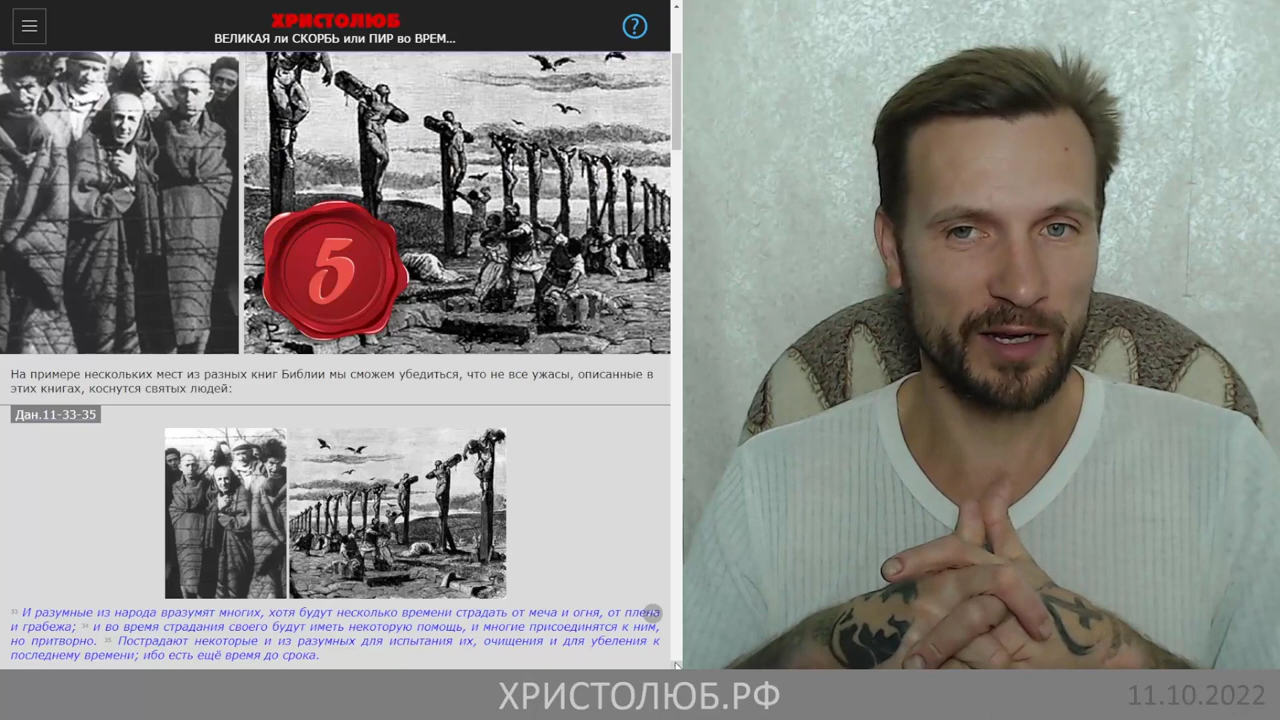 ХРИСТОЛЮБ
ВЕЛИКАЯ ли СКОРБЬ или ПИР во ВРЕМ...
?
5
На примере нескольких мест из разных книг Библии мы сможем убедиться, что не все ужасы, описанные в
этих книгах, коснутся святых людей:
Дан.11-33-35
33 И разумные из народа вразумят многих, хотя будут несколько времени страдать от меча и огня, от плена
и грабежа; 34 и во время страдания своего будут иметь некоторую помощь, и многие присоединятся к ним,
но притворно. 35 Пострадают некоторые и из разумных для испытания их, очищения и для убеления к
последнему времени; ибо есть ещё время до срока.
ХРИСТОЛЮБ.РФ
11.10.2022